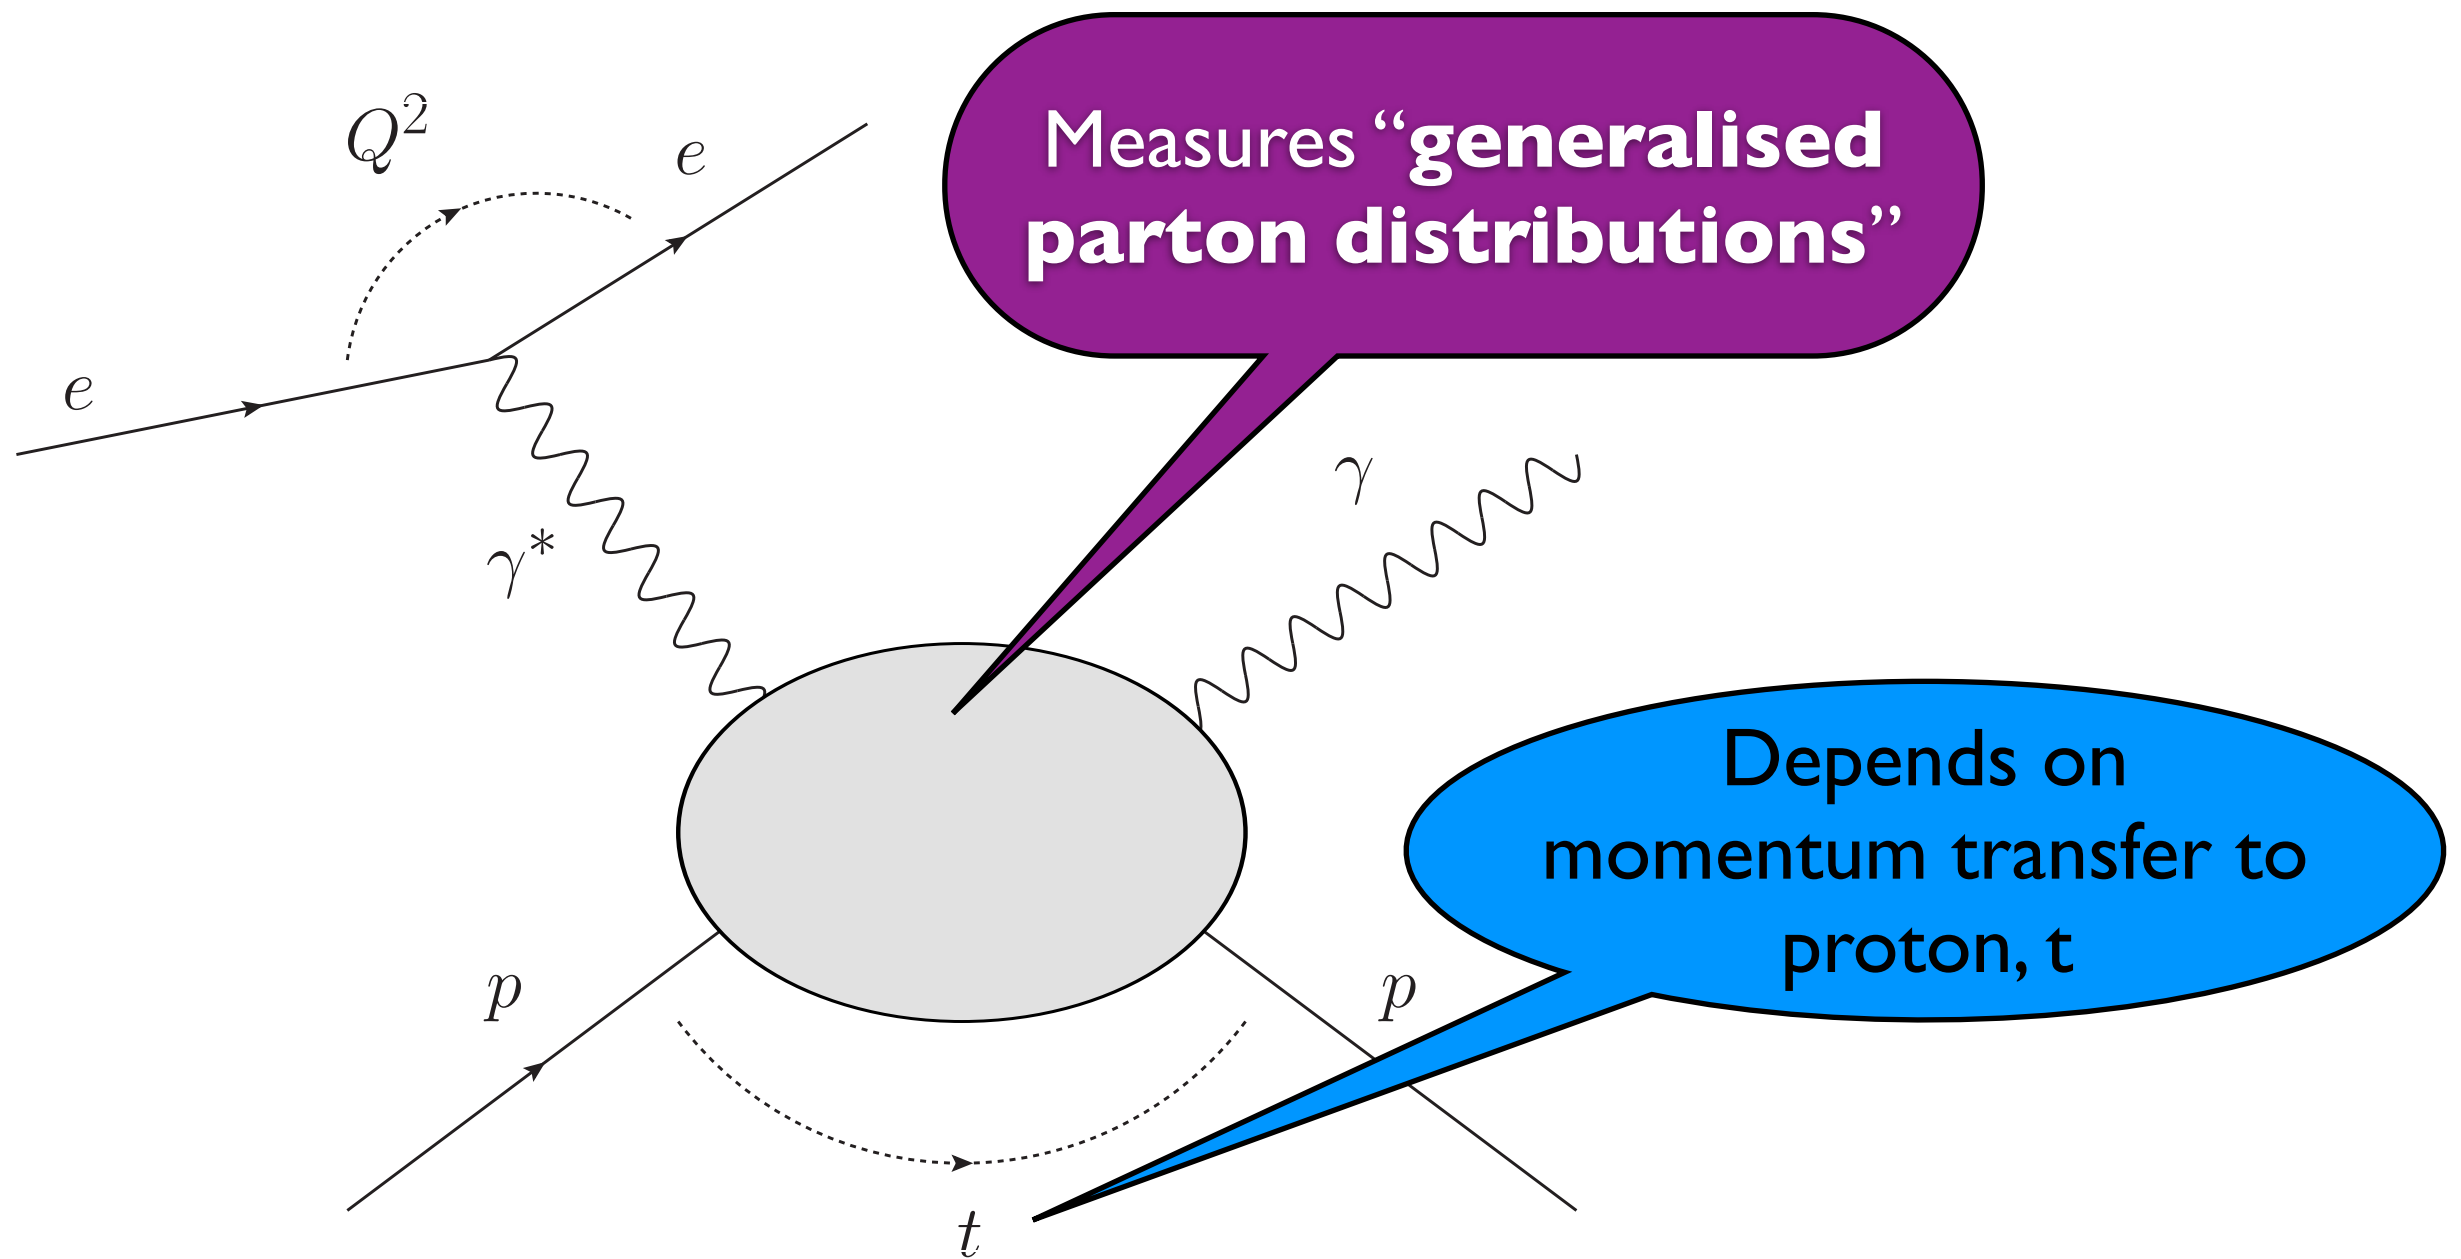 Q²
e
e
γ*
γ
Measures “generalised
parton distributions”
Depends on
momentum transfer to
proton, t
p
p
t